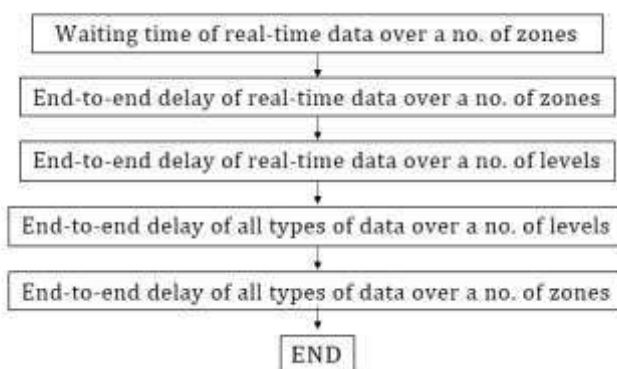 Waiting time of real-time data over a no. of zones
End-to-end delay of real-time data over a no. of zones
End-to-end delay of real-time data over a no. of levels
End-to-end delay of all types of data over a no. of levels
End-to-end delay of all types of data over a no. of zones
END